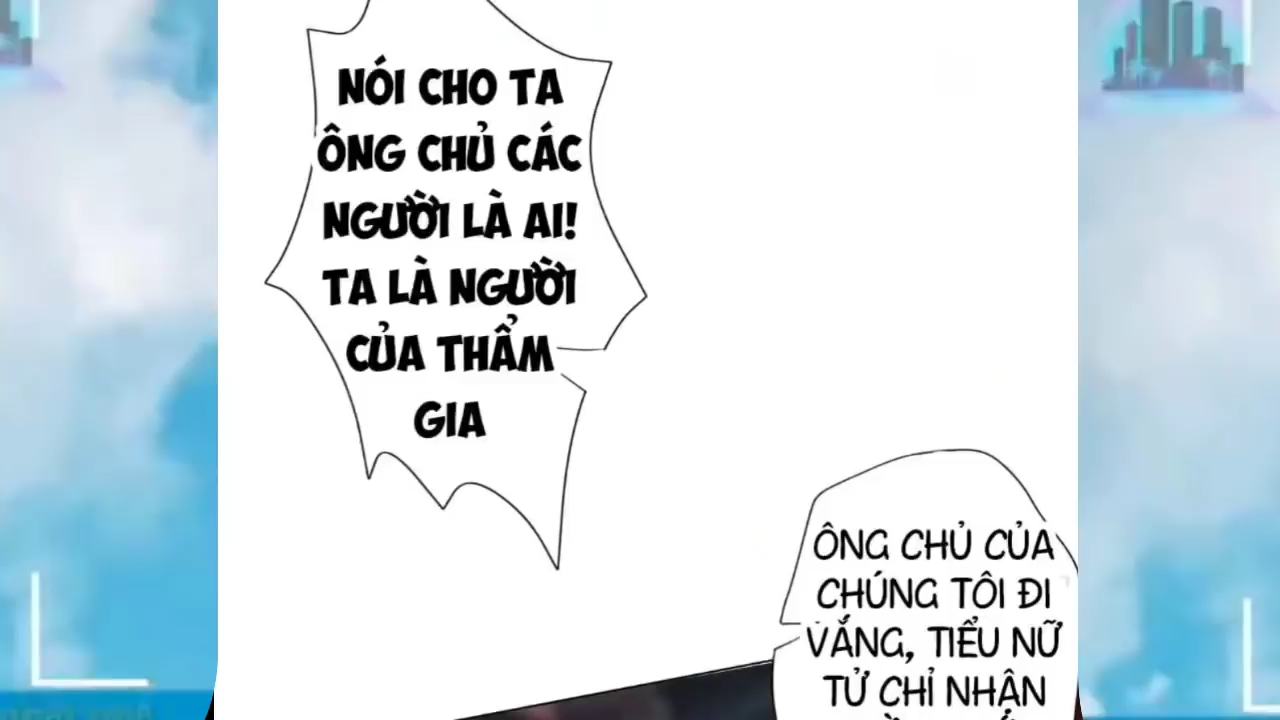 NÓI CHO TA
ÔNG CHỦ CÁC
NGƯỜI LÀ AI!
TA LÀ NGƯỜI
CỦA THẨM
GIA
ÔNG CHỦ CỦA
CHÚNG TÔI ĐI
VẮNG, TIỂU NỮ
TỬ CHỈ NHẬN